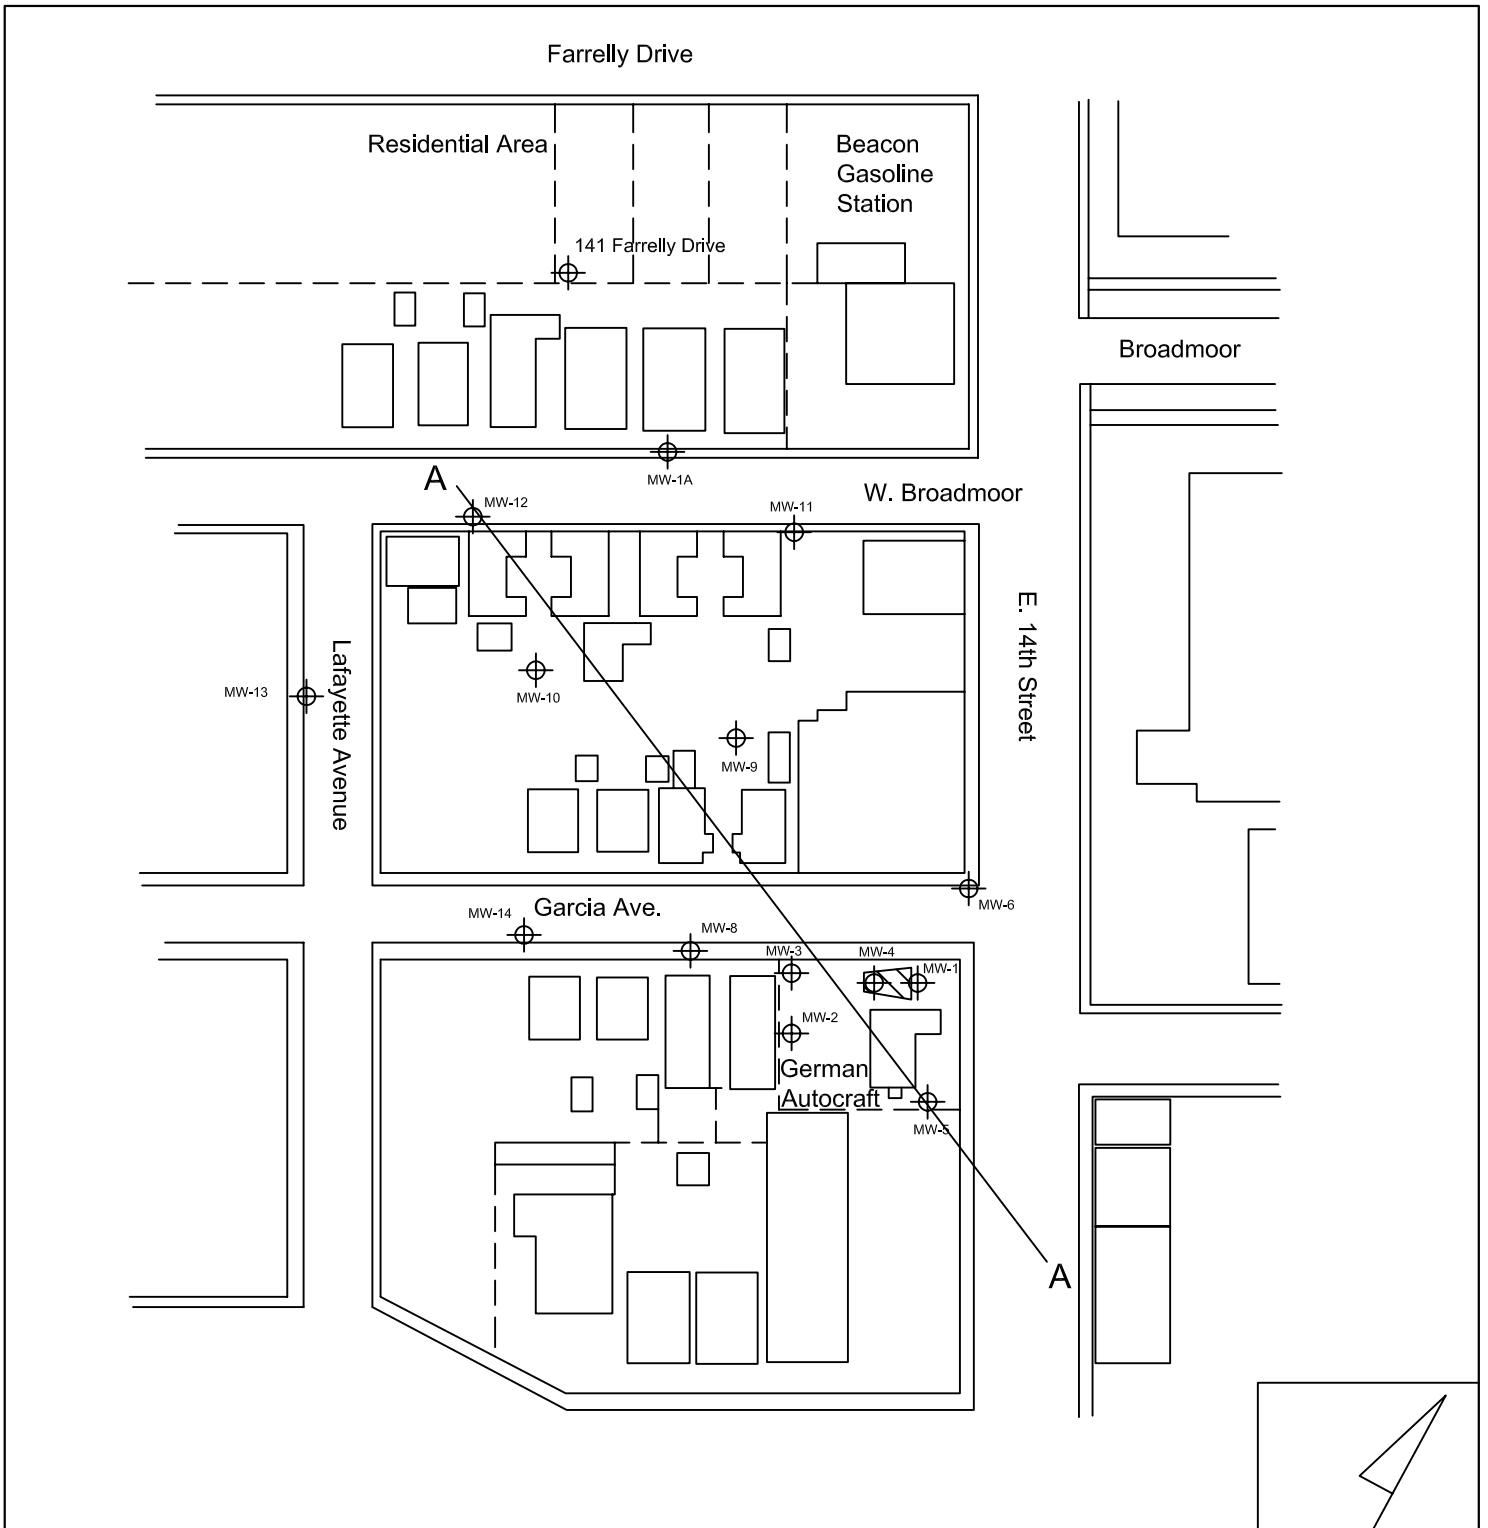 Farrelly Drive
Residential Area
Beacon
Gasoline
Station
141 Farrelly Drive
Broadmoor
A
MW-1A
W. Broadmoor
MW-12
MW-11
E. 14th Street
Lafayette Avenue
MW-13
MW-10
MW-9
Garcia Ave.
MW-6
MW-14
MW-8
MW-3
MW-4
MW-1
MW-2
German
Autocraft
MW-5
A